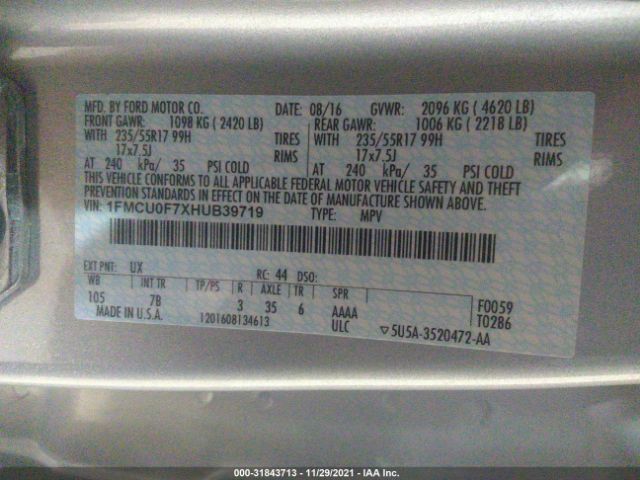 MFD. BY FORD MOTOR CO. DATE: 08/16 GVWR: 2096 KG ( 4620 LB)
FRONT GAWR: 1098 KG ( 2420 LB) REAR GAWR: 1006 KG ( 2218 LB)
WITH 235/55R17 99H TIRES WITH 235/55R17 99H TIRES
17x7.5J RIMS 17x7.5J RIMS
AT 240 kPa/ 35 PSI COLD AT 240 kPa/ 35 PSI COLD
THIS VEHICLE CONFORMS TO ALL APPLICABLE FEDERAL MOTOR VEHICLE SAFETY AND THEFT
PREVENTION STANDARDS IN EFFECT ON THE DATE OF MANUFACTURE SHOWN ABOVE.
VIN: 1FMCU0F7XHUB39719 TYPE: MPV
EXT PNT: UX RC: 44 DSO:
WB INT TR TP/PS R AXLE TR SPR
105 7B 3 35 6 AAAA F0059
MADE IN U.S.A. 1201608134613 ULC ▽5U5A-3520472-AA T0286
000-31843713 - 11/29/2021 - IAA Inc.